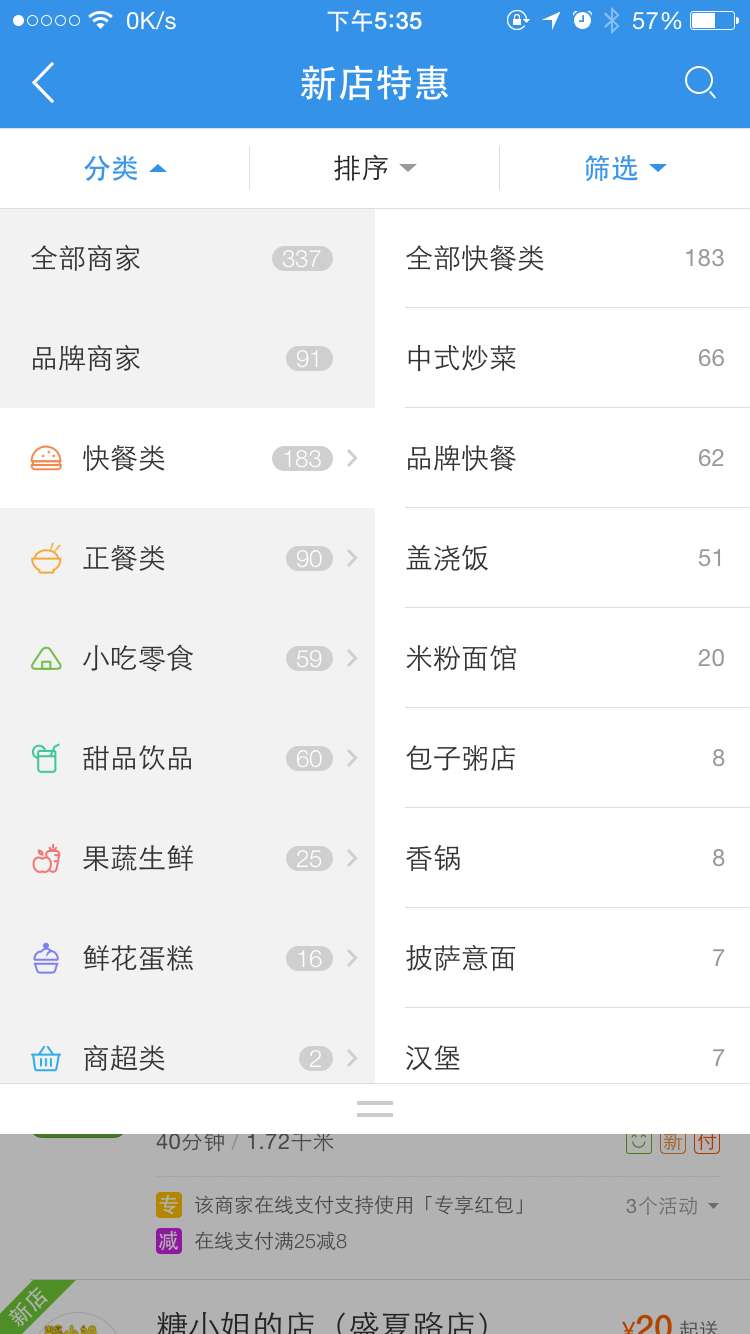 0K/s 下午5:35 57%
新店特惠
分类 排序 筛选
全部商家 337
品牌商家 91
快餐类 183
正餐类 90
小吃零食 59
甜品饮品 60
果蔬生鲜 25
鲜花蛋糕 16
商超类 2
全部快餐类 183
中式炒菜 66
品牌快餐 62
盖浇饭 51
米粉面馆 20
包子粥店 8
香锅 8
披萨意面 7
汉堡 7
40分钟 / 1.72千米 新 付
专 该商家在线支付支持使用「专享红包」 3个活动
减 在线支付满25减8
新店
糖小姐的店（盛夏路店） ¥20 起送